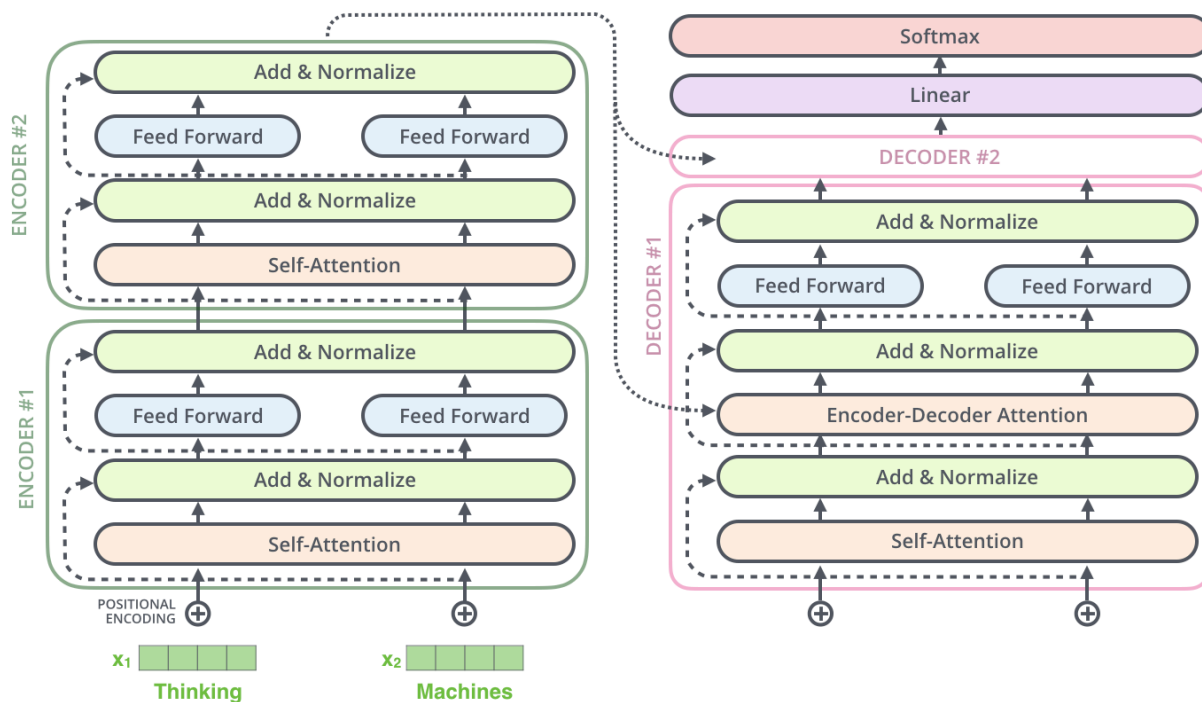 ENCODER #2
Add & Normalize
Feed Forward
Feed Forward
Add & Normalize
Self-Attention
ENCODER #1
Add & Normalize
Feed Forward
Feed Forward
Add & Normalize
Self-Attention
POSITIONAL
ENCODING
x₁
x₂
Thinking
Machines
Softmax
Linear
DECODER #2
DECODER #1
Add & Normalize
Feed Forward
Feed Forward
Add & Normalize
Encoder-Decoder Attention
Add & Normalize
Self-Attention